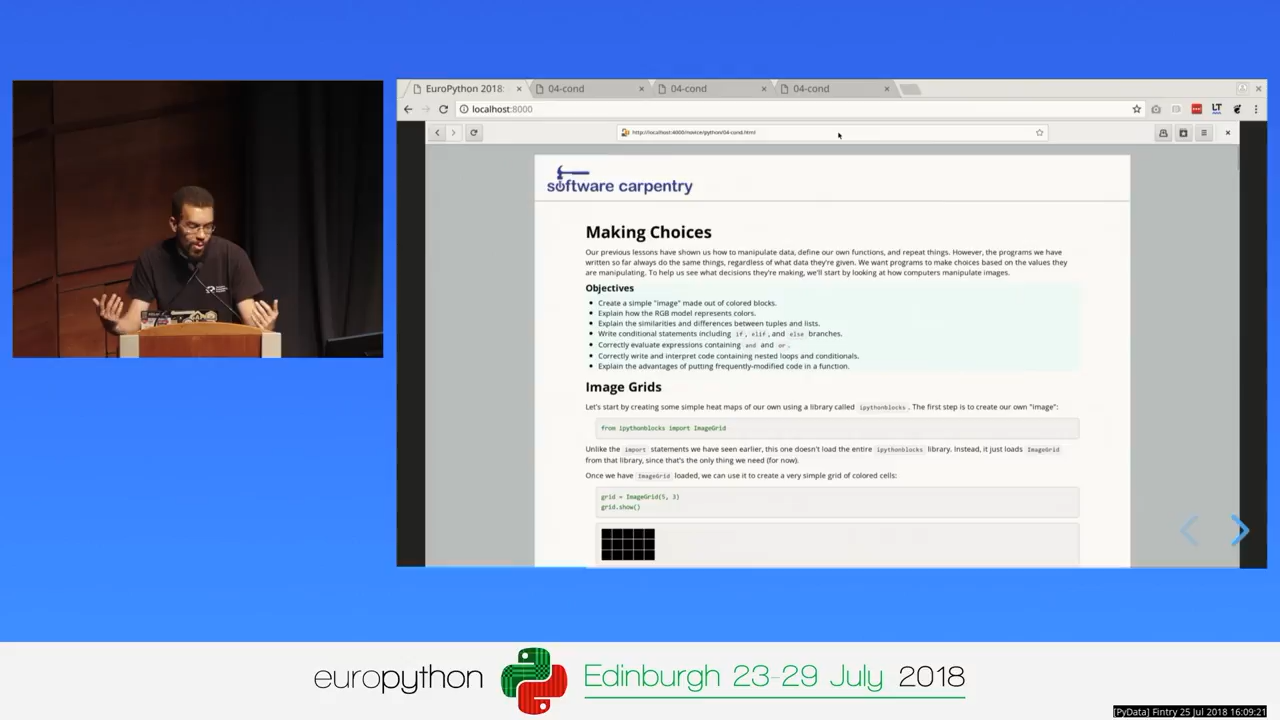 EuroPython 2018:
04-cond
04-cond
04-cond
localhost:8000
http://localhost:4000/novice/python/04-cond.html
software carpentry
Making Choices
Our previous lessons have shown us how to manipulate data, define our own functions, and repeat things. However, the programs we have
written so far always do the same things, regardless of what data they're given. We want programs to make choices based on the values they
are manipulating. To help us see what decisions they're making, we'll start by looking at how computers manipulate images.
Objectives
Create a simple "image" made out of colored blocks.
Explain how the RGB model represents colors.
Explain the similarities and differences between tuples and lists.
Write conditional statements including if, elif, and else branches.
Correctly evaluate expressions containing and and or.
Correctly write and interpret code containing nested loops and conditionals.
Explain the advantages of putting frequently-modified code in a function.
Image Grids
Let's start by creating some simple heat maps of our own using a library called ipythonblocks. The first step is to create our own "image":
from ipythonblocks import ImageGrid
Unlike the import statements we have seen earlier, this one doesn't load the entire ipythonblocks library. Instead, it just loads ImageGrid
from that library, since that's the only thing we need (for now).
Once we have ImageGrid loaded, we can use it to create a very simple grid of colored cells:
grid = ImageGrid(5, 3)
grid.show()
europython
Edinburgh 23-29 July 2018
[PyData] Fintry 25 Jul 2018 16:09:21